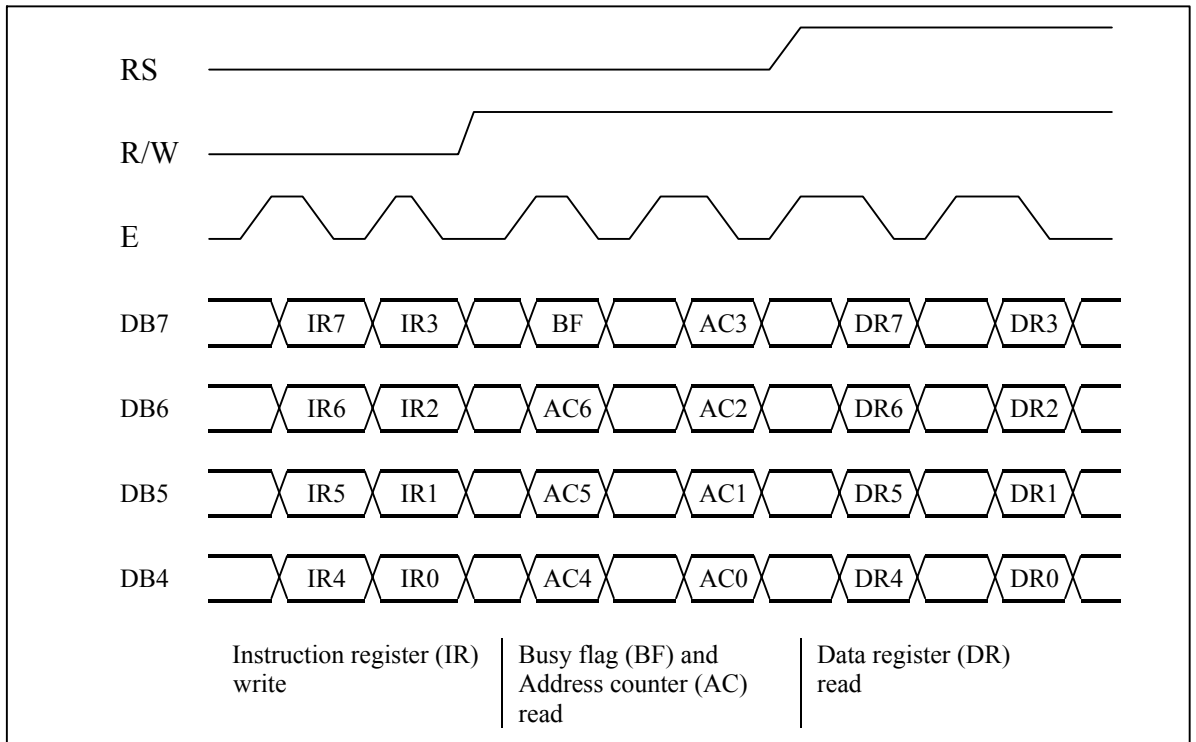 RS
R/W
E
DB7 IR7 IR3 BF AC3 DR7 DR3
DB6 IR6 IR2 AC6 AC2 DR6 DR2
DB5 IR5 IR1 AC5 AC1 DR5 DR1
DB4 IR4 IR0 AC4 AC0 DR4 DR0
Instruction register (IR)
write
Busy flag (BF) and
Address counter (AC)
read
Data register (DR)
read